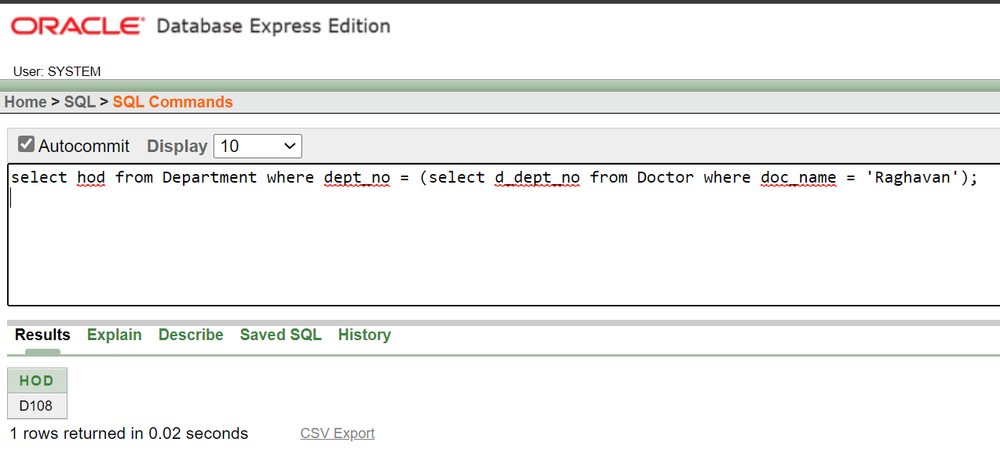 ORACLE Database Express Edition
User: SYSTEM
Home > SQL > SQL Commands
Autocommit Display 10
select hod from Department where dept_no = (select d_dept_no from Doctor where doc_name = 'Raghavan');
Results Explain Describe Saved SQL History
HOD
D108
1 rows returned in 0.02 seconds CSV Export